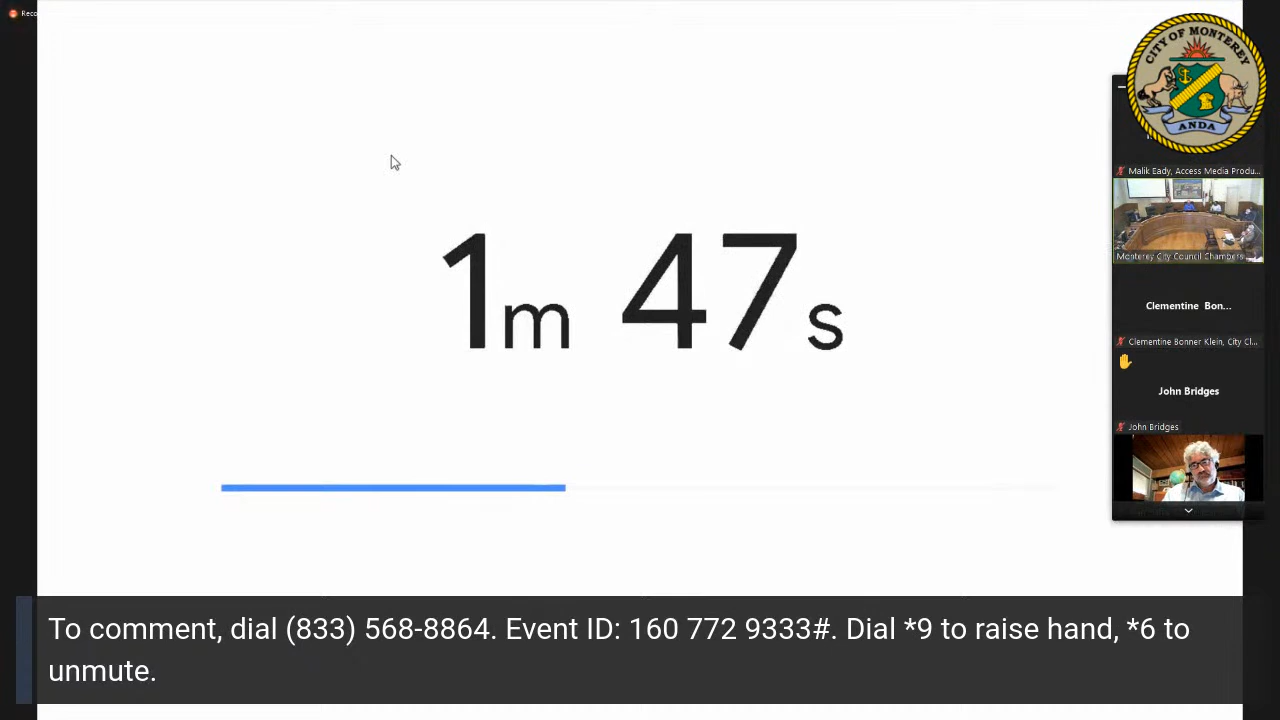 CITY OF MONTEREY
ANDA
Malik Eady, Access Media Produ...
Monterey City Council Chambers
1m 47s
Clementine Bon...
Clementine Bonner Klein, City Cl...
John Bridges
John Bridges
To comment, dial (833) 568-8864. Event ID: 160 772 9333#. Dial *9 to raise hand, *6 to
unmute.